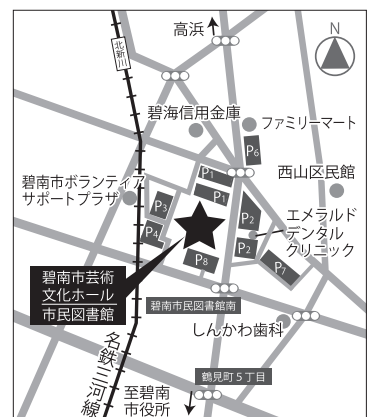 高浜
N
北新川
碧海信用金庫
ファミリーマート
P6
西山区民館
碧南市ボランティア
サポートプラザ
P1
P1
P3
P2
エメラルド
デンタル
クリニック
P4
P2
P8
P7
碧南市芸術
文化ホール
市民図書館
碧南市民図書館南
しんかわ歯科
名鉄三河線
鶴見町5丁目
至碧南
市役所